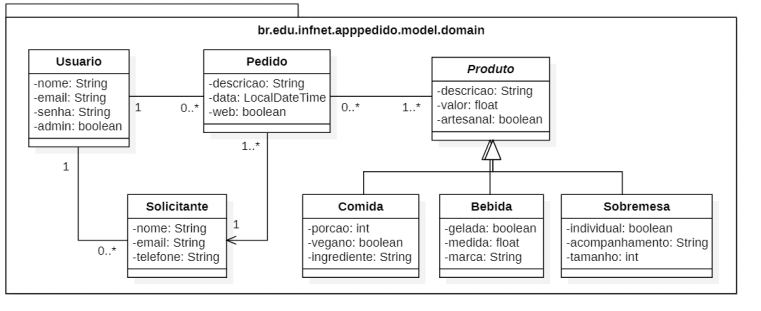 br.edu.infnet.apppedido.model.domain
Usuario
-nome: String
-email: String
-senha: String
-admin: boolean
1
0..*
Pedido
-descricao: String
-data: LocalDateTime
-web: boolean
0..*
1..*
Produto
-descricao: String
-valor: float
-artesanal: boolean
1..*
1
Solicitante
-nome: String
-email: String
-telefone: String
1
0..*
Comida
-porcao: int
-vegano: boolean
-ingrediente: String
Bebida
-gelada: boolean
-medida: float
-marca: String
Sobremesa
-individual: boolean
-acompanhamento: String
-tamanho: int